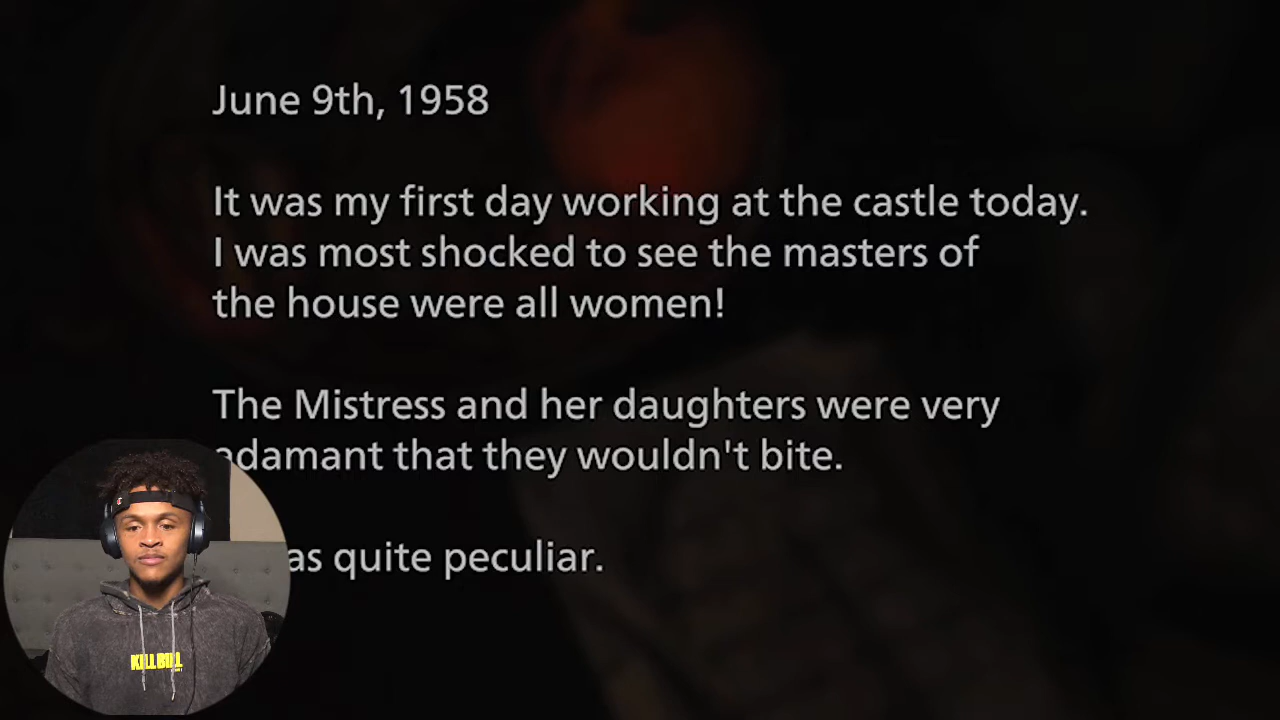 June 9th, 1958
It was my first day working at the castle today.
I was most shocked to see the masters of
the house were all women!
The Mistress and her daughters were very
adamant that they wouldn't bite.
as quite peculiar.
KILL BILL